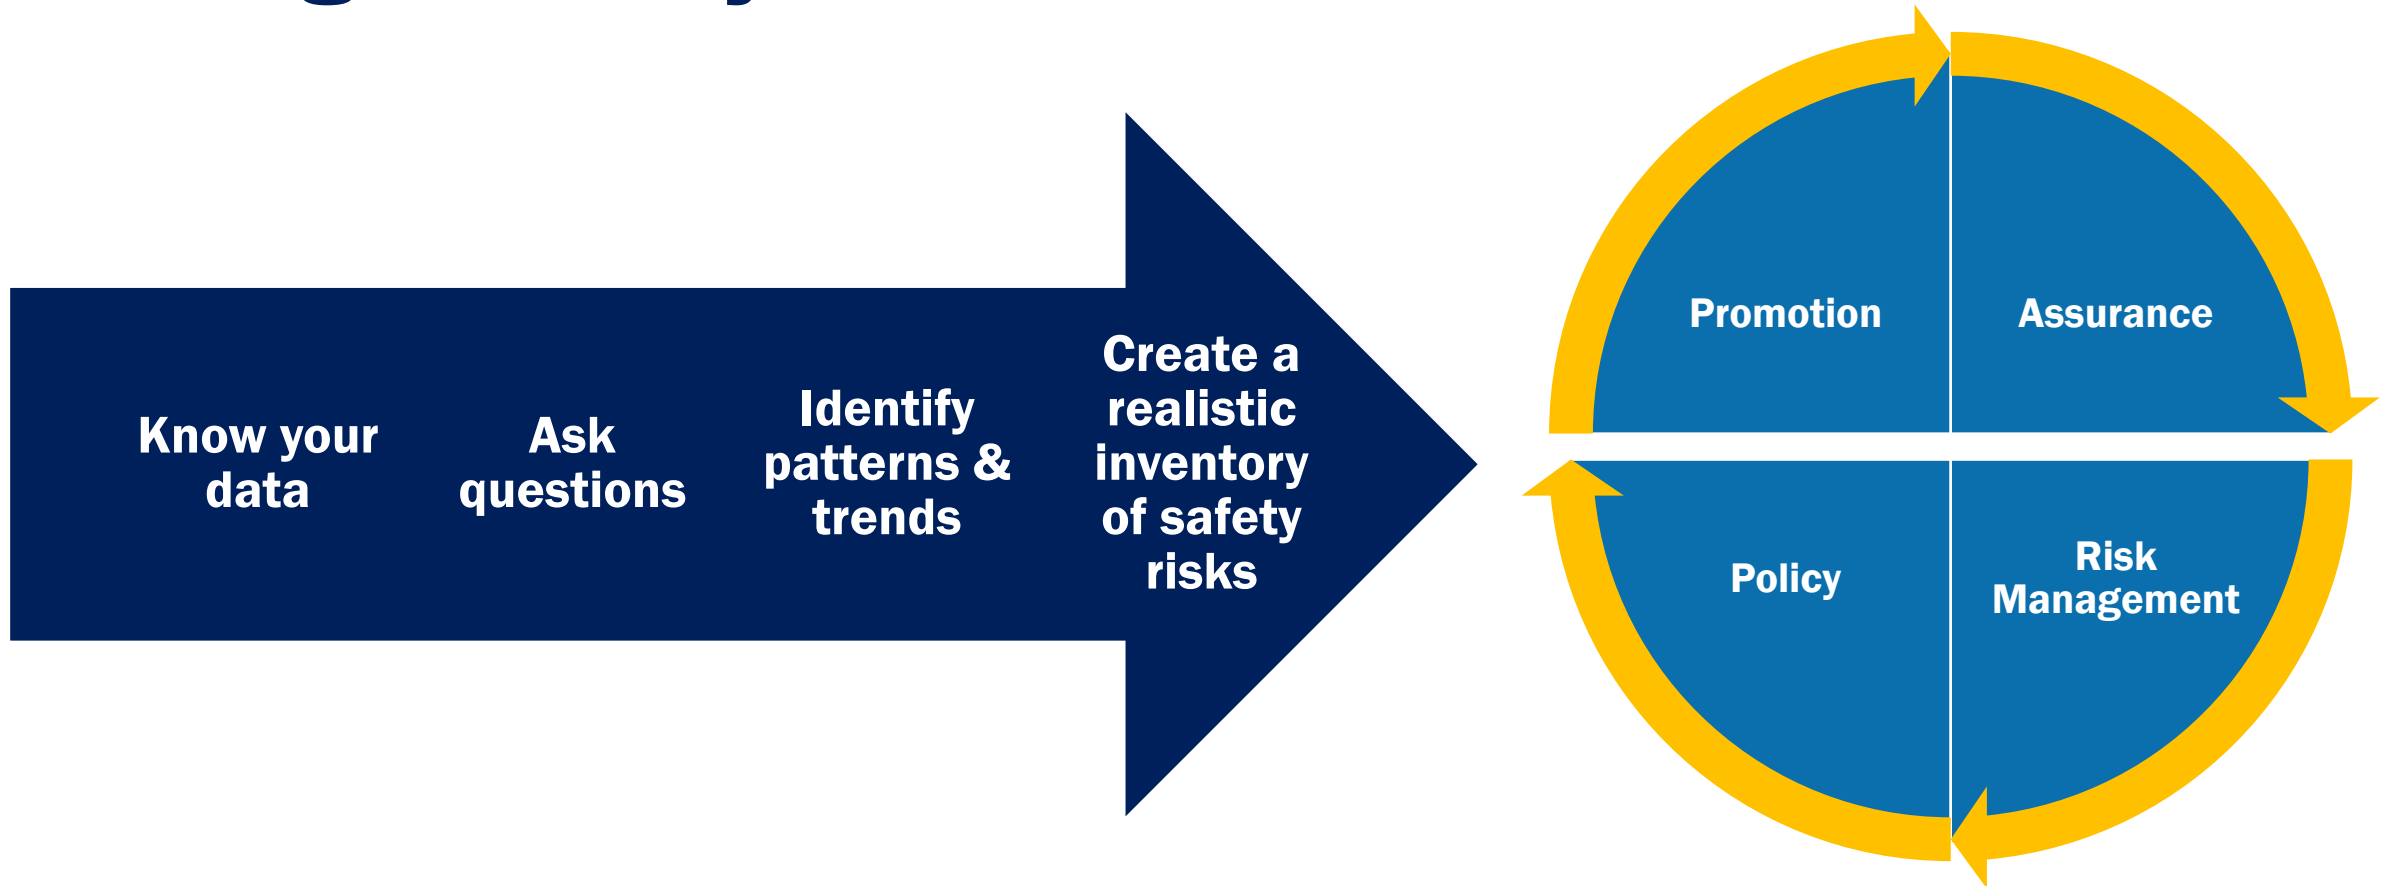 Know your
data
Ask
questions
Identify
patterns &
trends
Create a
realistic
inventory
of safety
risks
Promotion
Assurance
Policy
Risk
Management